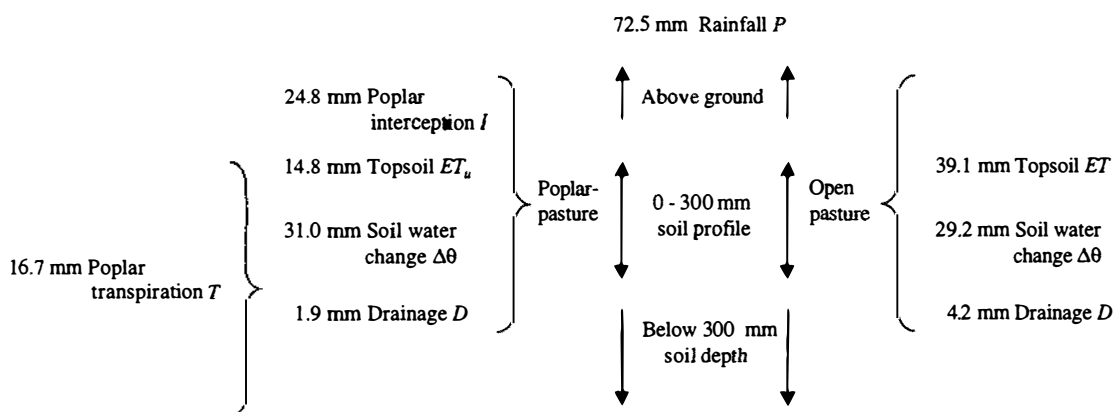 72.5 mm Rainfall P
24.8 mm Poplar
interception I
14.8 mm Topsoil ETu
31.0 mm Soil water
change Δθ
1.9 mm Drainage D
16.7 mm Poplar
transpiration T
Poplar-
pasture
Above ground
0 - 300 mm
soil profile
Below 300 mm
soil depth
Open
pasture
39.1 mm Topsoil ET
29.2 mm Soil water
change Δθ
4.2 mm Drainage D